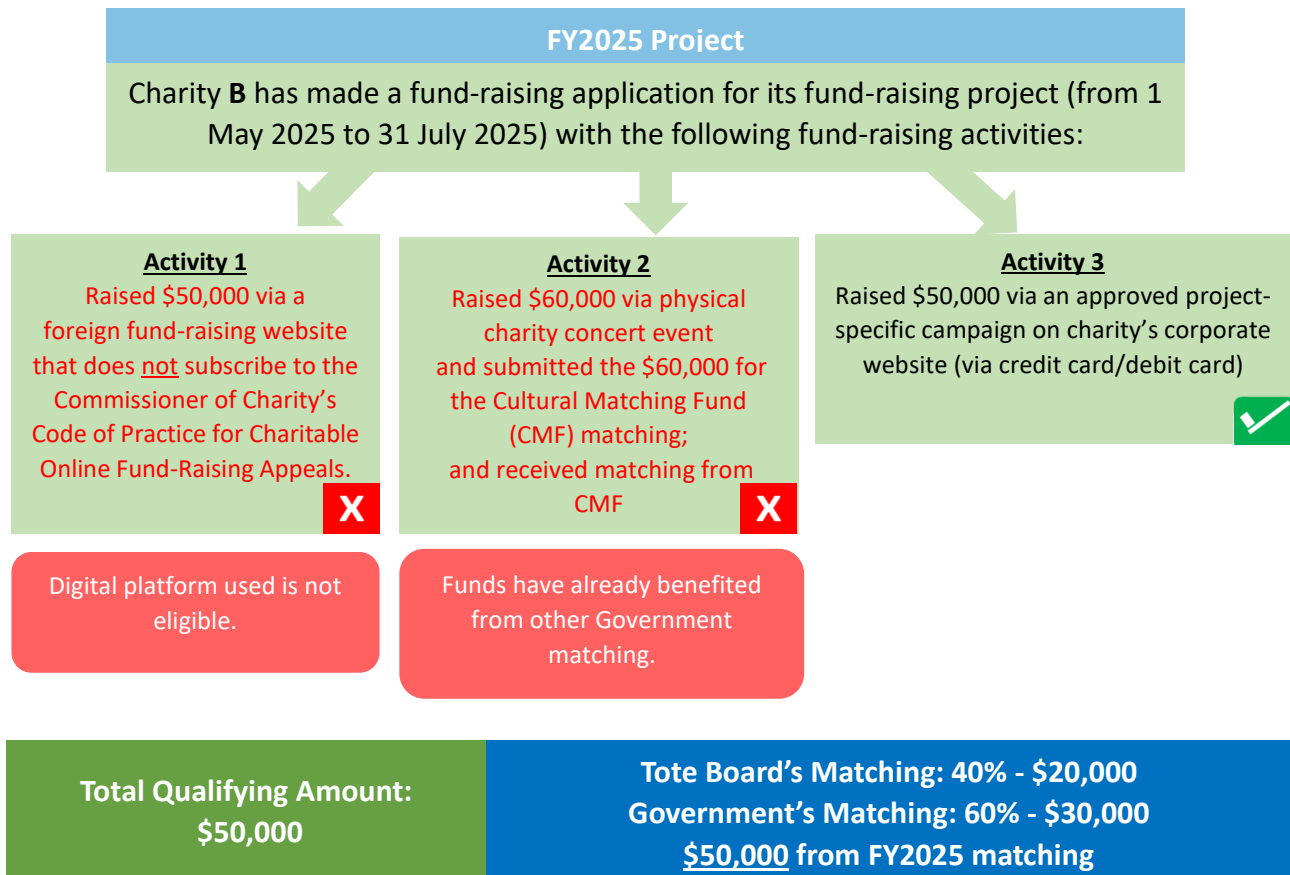 FY2025 Project
Charity B has made a fund-raising application for its fund-raising project (from 1
May 2025 to 31 July 2025) with the following fund-raising activities:
Activity 1
Raised $50,000 via a
foreign fund-raising website
that does not subscribe to the
Commissioner of Charity's
Code of Practice for Charitable
Online Fund-Raising Appeals.
X
Digital platform used is not
eligible.
Activity 2
Raised $60,000 via physical
charity concert event
and submitted the $60,000 for
the Cultural Matching Fund
(CMF) matching;
and received matching from
CMF
X
Funds have already benefited
from other Government
matching.
Activity 3
Raised $50,000 via an approved project-
specific campaign on charity's corporate
website (via credit card/debit card)
Total Qualifying Amount:
$50,000
Tote Board's Matching: 40% - $20,000
Government's Matching: 60% - $30,000
$50,000 from FY2025 matching